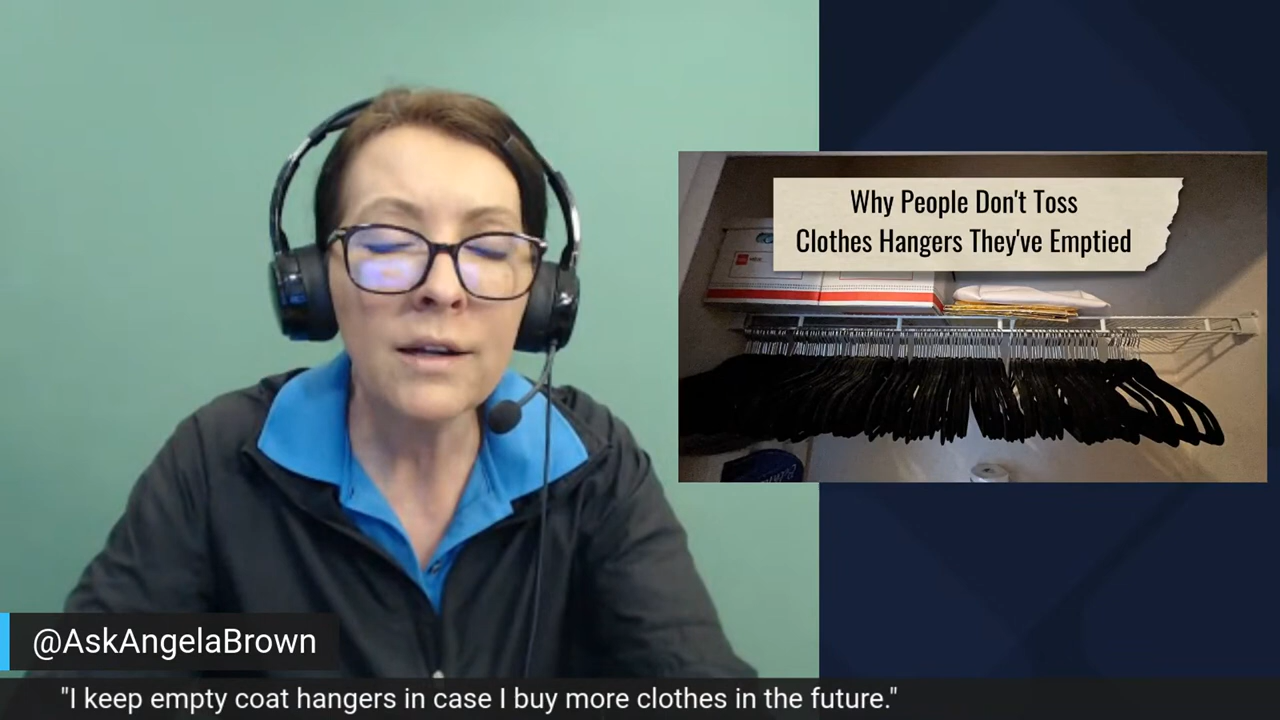 Why People Don't Toss
Clothes Hangers They've Emptied
@AskAngelaBrown
"I keep empty coat hangers in case I buy more clothes in the future."